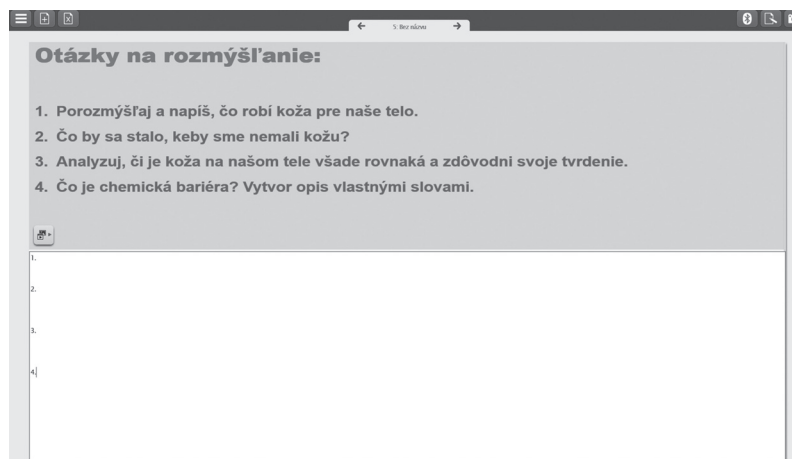 5: Bez názvu
Otázky na rozmýšľanie:
1. Porozmýšľaj a napíš, čo robí koža pre naše telo.
2. Čo by sa stalo, keby sme nemali kožu?
3. Analyzuj, či je koža na našom tele všade rovnaká a zdôvodni svoje tvrdenie.
4. Čo je chemická bariéra? Vytvor opis vlastnými slovami.
1.
2.
3.
4.